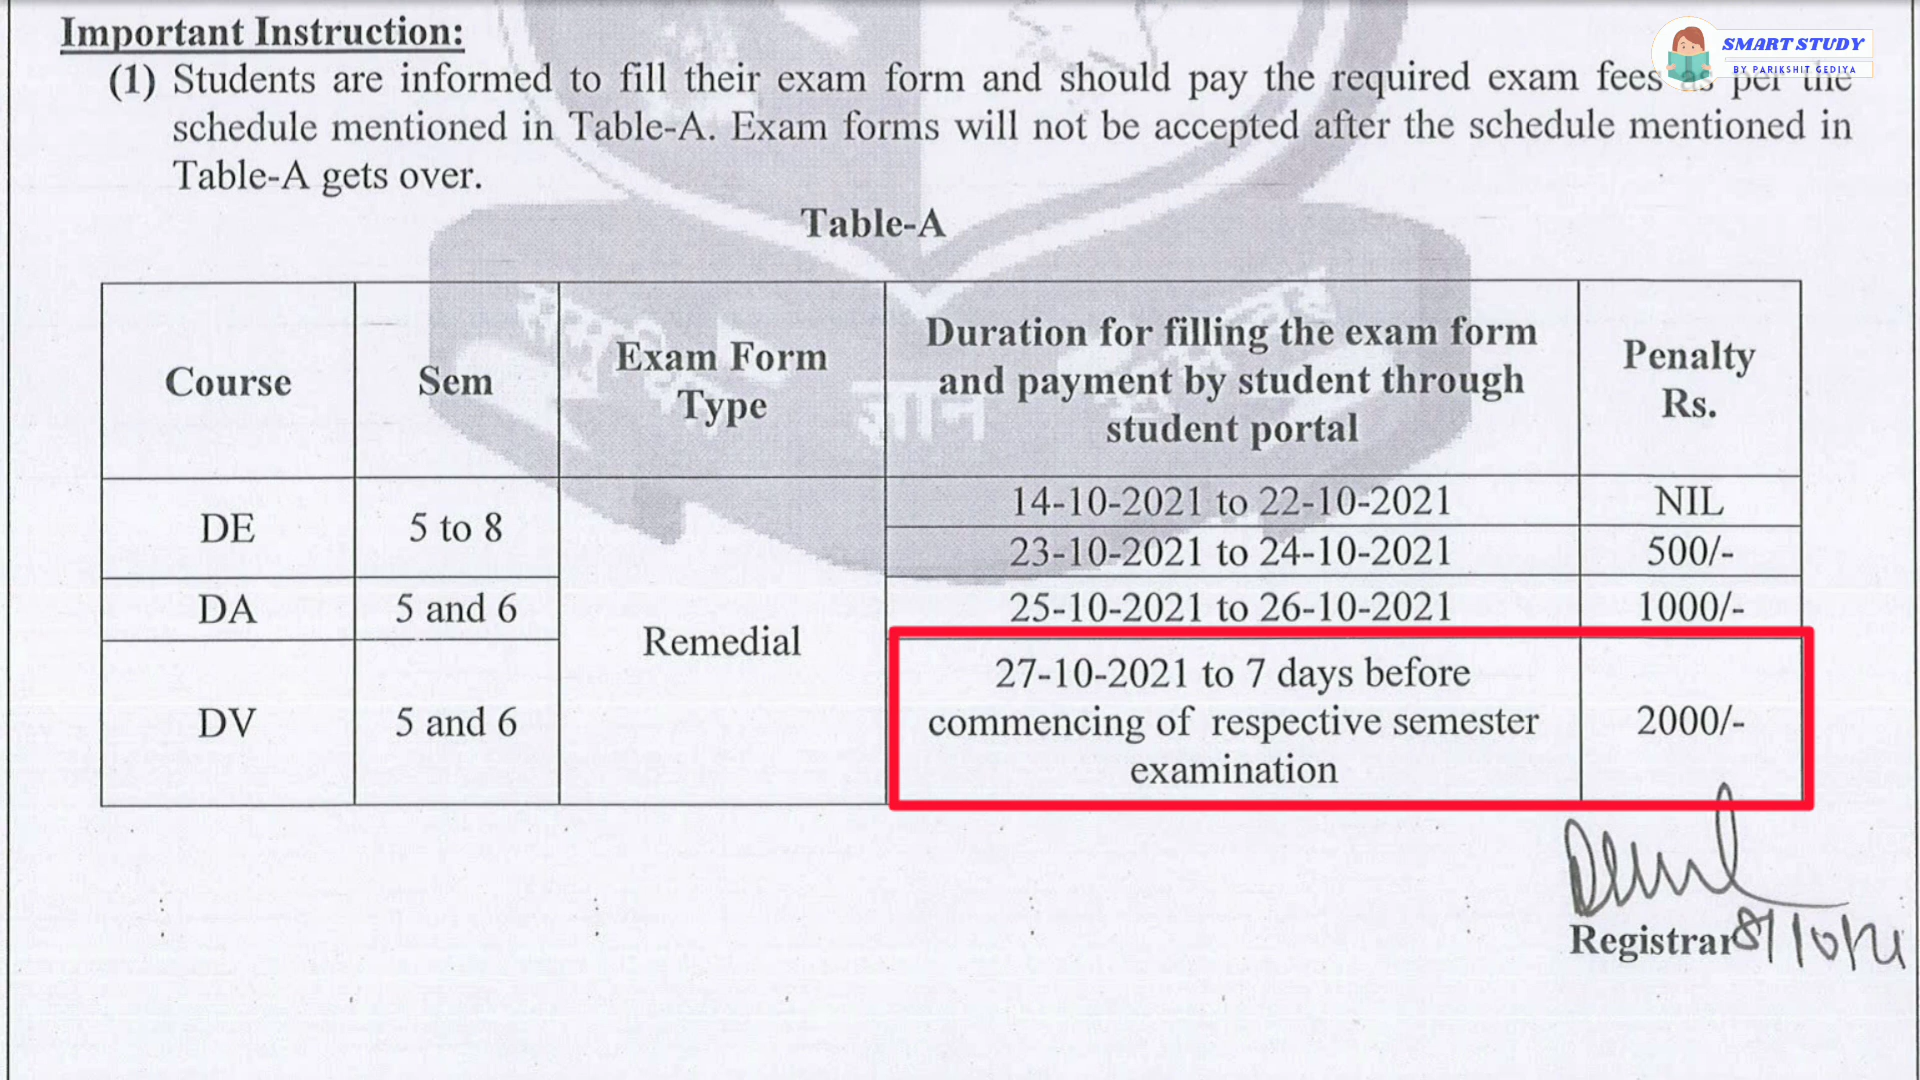 Important Instruction:
SMART STUDY
BY PARIKSHIT GEDIYA
(1) Students are informed to fill their exam form and should pay the required exam fees as per the
schedule mentioned in Table-A. Exam forms will not be accepted after the schedule mentioned in
Table-A gets over.
Table-A
Course Sem Exam Form Type Duration for filling the exam form and payment by student through student portal Penalty Rs.
DE 5 to 8 Remedial 14-10-2021 to 22-10-2021 NIL
23-10-2021 to 24-10-2021 500/-
DA 5 and 6 25-10-2021 to 26-10-2021 1000/-
DV 5 and 6 27-10-2021 to 7 days before
commencing of respective semester 2000/-
examination
ज्ञान
Registrar
8/10/21